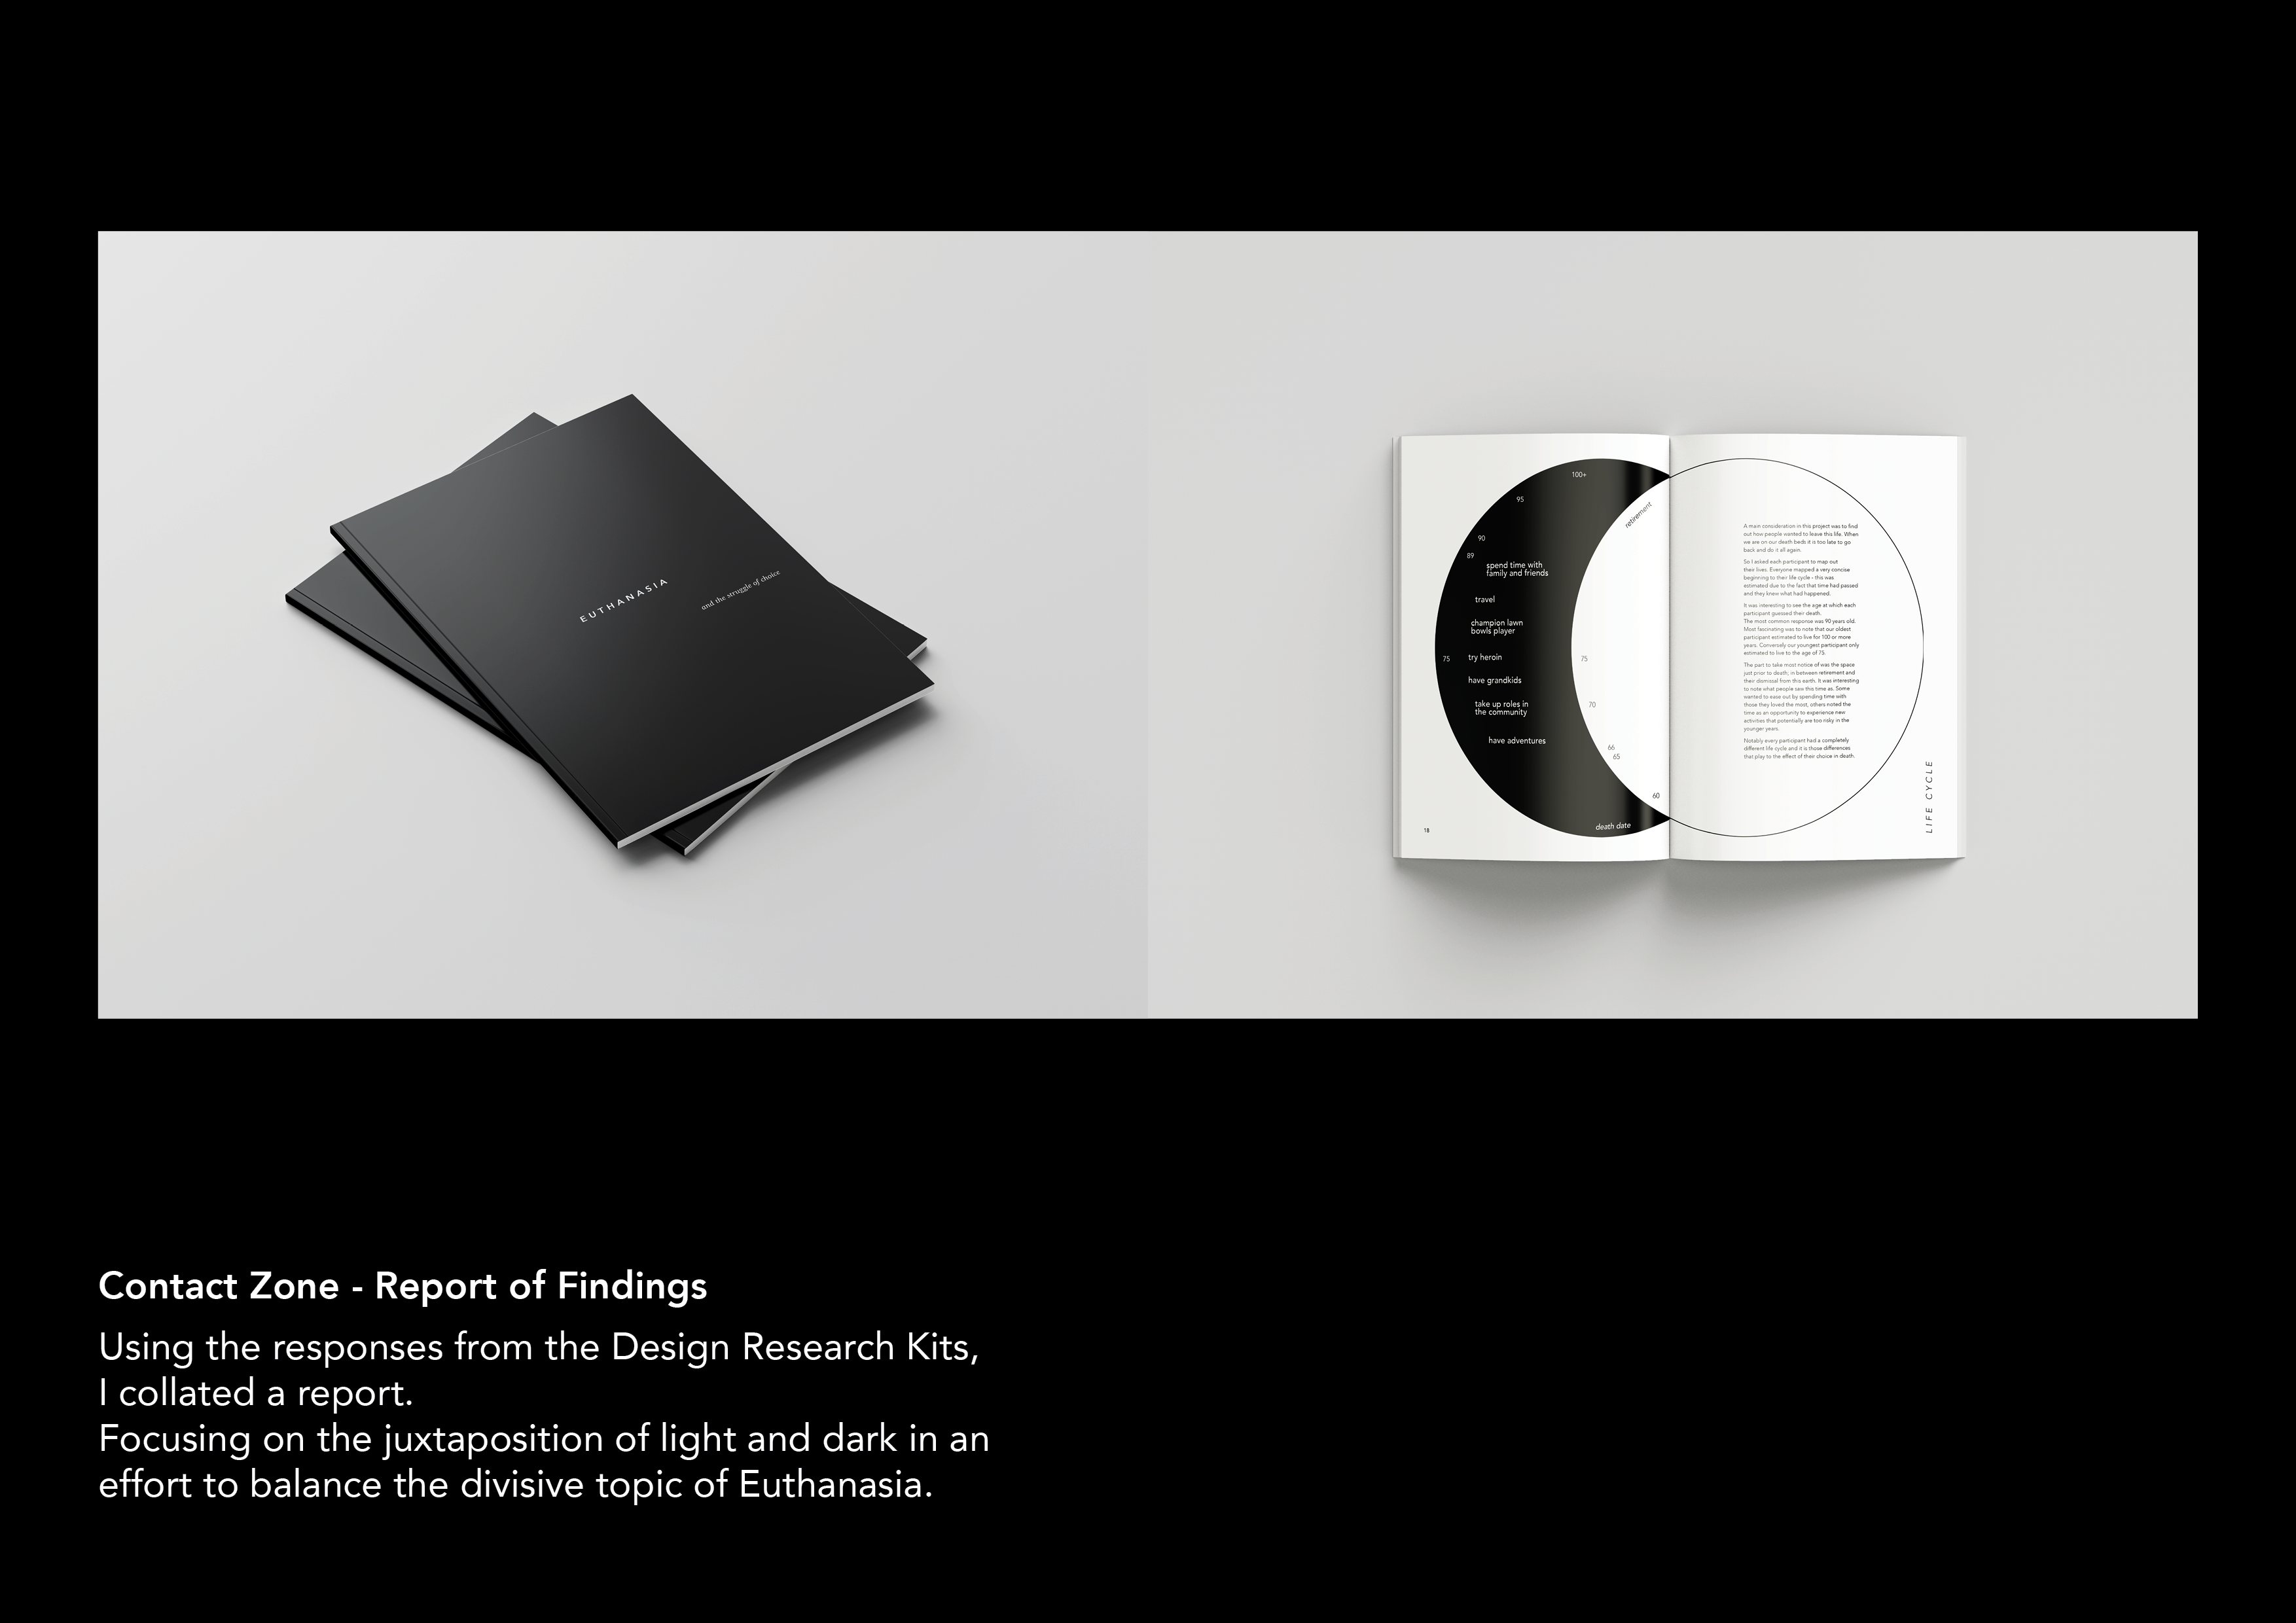 EUTHANASIA
and the struggle of choice
100+
95
90
89
spend time with
family and friends
travel
champion lawn
bowls player
75
try heroin
have grandkids
take up roles in
the community
have adventures
death date
18
retirement
75
70
66
65
60
A main consideration in this project was to find
out how people wanted to leave this life. When
we are on our death beds it is too late to go
back and do it all again.
So I asked each participant to map out
their lives. Everyone mapped a very concise
beginning to their life cycle - this was
estimated due to the fact that time had passed
and they knew what had happened.
It was interesting to see the age at which each
participant guessed their death.
The most common response was 90 years old.
Most fascinating was to note that our oldest
participant estimated to live for 100 or more
years. Conversely our youngest participant only
estimated to live to the age of 75.
The part to take most notice of was the space
just prior to death; in between retirement and
their dismissal from this earth. It was interesting
to note what people saw this time as. Some
wanted to ease out by spending time with
those they loved the most, others noted the
time as an opportunity to experience new
activities that potentially are too risky in the
younger years.
Notably every participant had a completely
different life cycle and it is those differences
that play to the effect of their choice in death.
LIFE CYCLE
Contact Zone - Report of Findings
Using the responses from the Design Research Kits,
I collated a report.
Focusing on the juxtaposition of light and dark in an
effort to balance the divisive topic of Euthanasia.